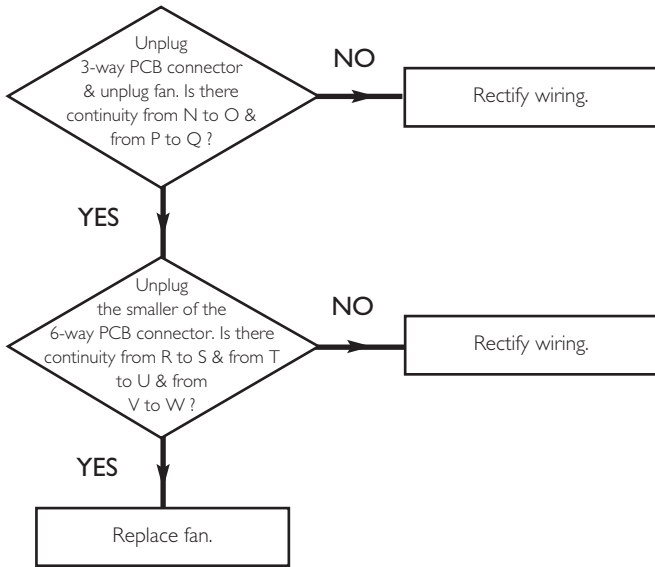 Unplug
3-way PCB connector
& unplug fan. Is there
continuity from N to O &
from P to Q ?
NO
Rectify wiring.
YES
Unplug
the smaller of the
6-way PCB connector. Is there
continuity from R to S & from T
to U & from
V to W ?
NO
Rectify wiring.
YES
Replace fan.